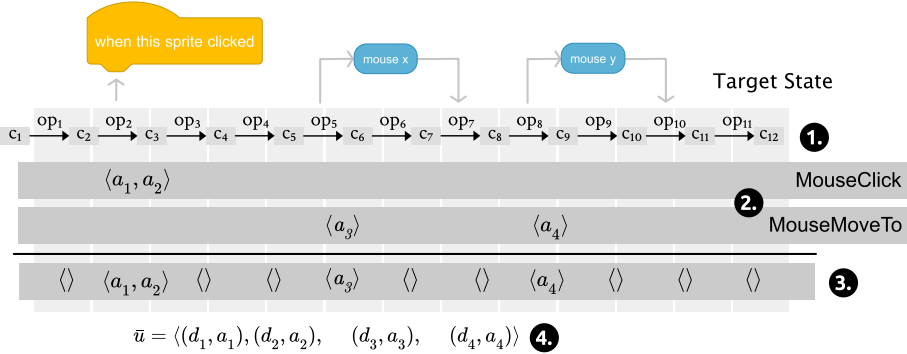 when this sprite clicked
mouse x
mouse y
Target State
op₁ op₂ op₃ op₄ op₅ op₆ op₇ op₈ op₉ op₁₀ op₁₁
c₁ c₂ c₃ c₄ c₅ c₆ c₇ c₈ c₉ c₁₀ c₁₁ c₁₂ 1.
⟨a₁, a₂⟩ MouseClick
2.
⟨a₃⟩ ⟨a₄⟩ MouseMoveTo
⟨⟩ ⟨a₁, a₂⟩ ⟨⟩ ⟨⟩ ⟨a₃⟩ ⟨⟩ ⟨⟩ ⟨a₄⟩ ⟨⟩ ⟨⟩ ⟨⟩ 3.
ū = ⟨(d₁, a₁), (d₂, a₂), (d₃, a₃), (d₄, a₄)⟩ 4.